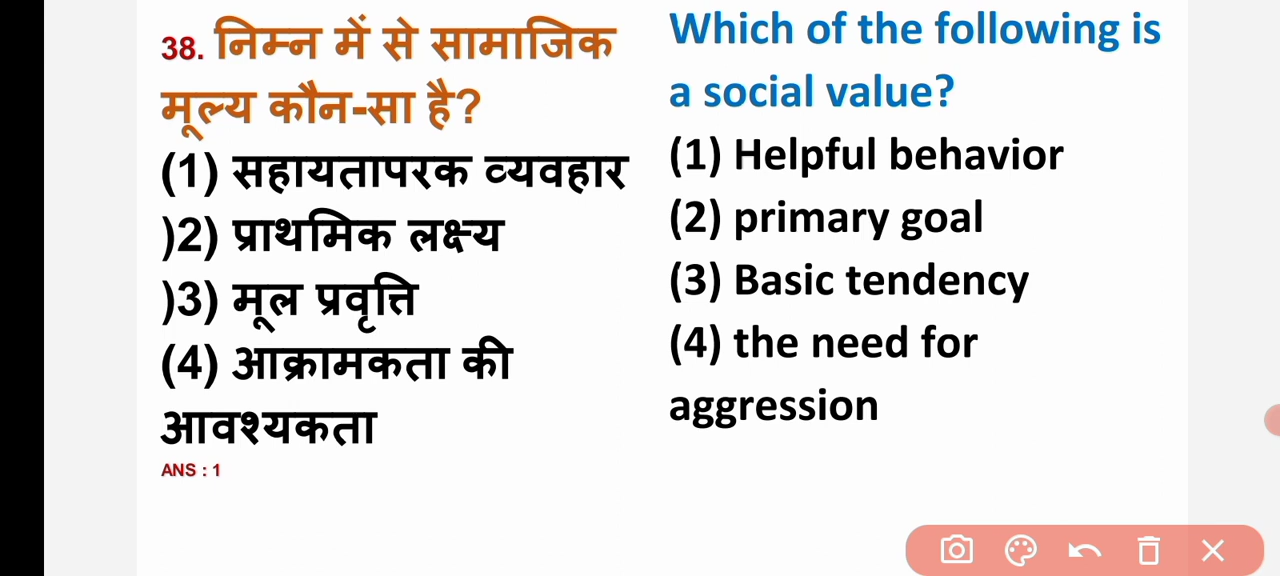 38. निम्न में से सामाजिक
मूल्य कौन-सा है?
(1) सहायतापरक व्यवहार
)2) प्राथमिक लक्ष्य
)3) मूल प्रवृत्ति
(4) आक्रामकता की
आवश्यकता
ANS : 1
Which of the following is
a social value?
(1) Helpful behavior
(2) primary goal
(3) Basic tendency
(4) the need for
aggression